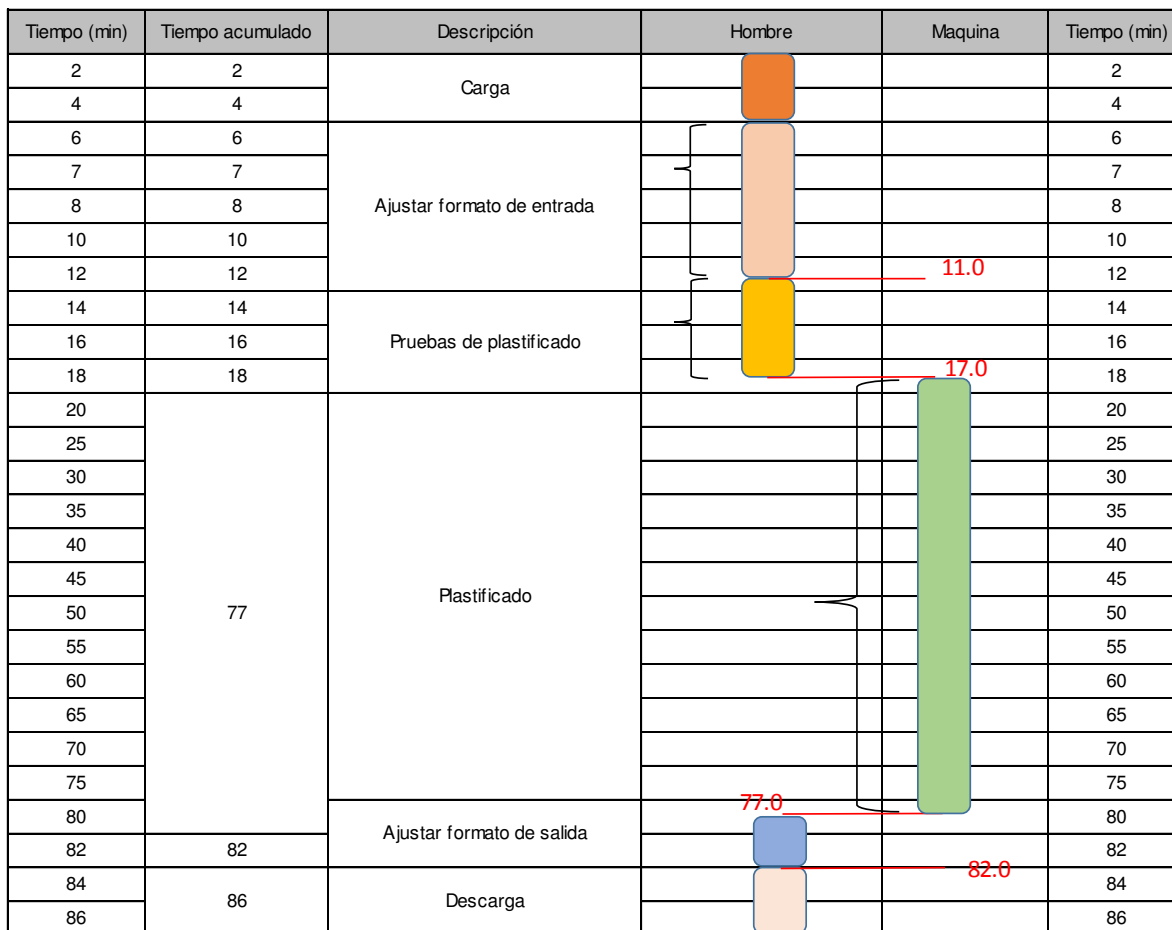 Tiempo (min) Tiempo acumulado Descripción Hombre Maquina Tiempo (min)
2 2 Carga 2
4 4 4
6 6 6
7 7 7
8 8 Ajustar formato de entrada 8
10 10 10
12 12 11.0 12
14 14 14
16 16 Pruebas de plastificado 16
18 18 17.0 18
20 20
25 25
30 30
35 35
40 40
45 45
50 77 Plastificado 50
55 55
60 60
65 65
70 70
75 75
80 Ajustar formato de salida 77.0 80
82 82 82.0 82
84 84
86 86 Descarga 86